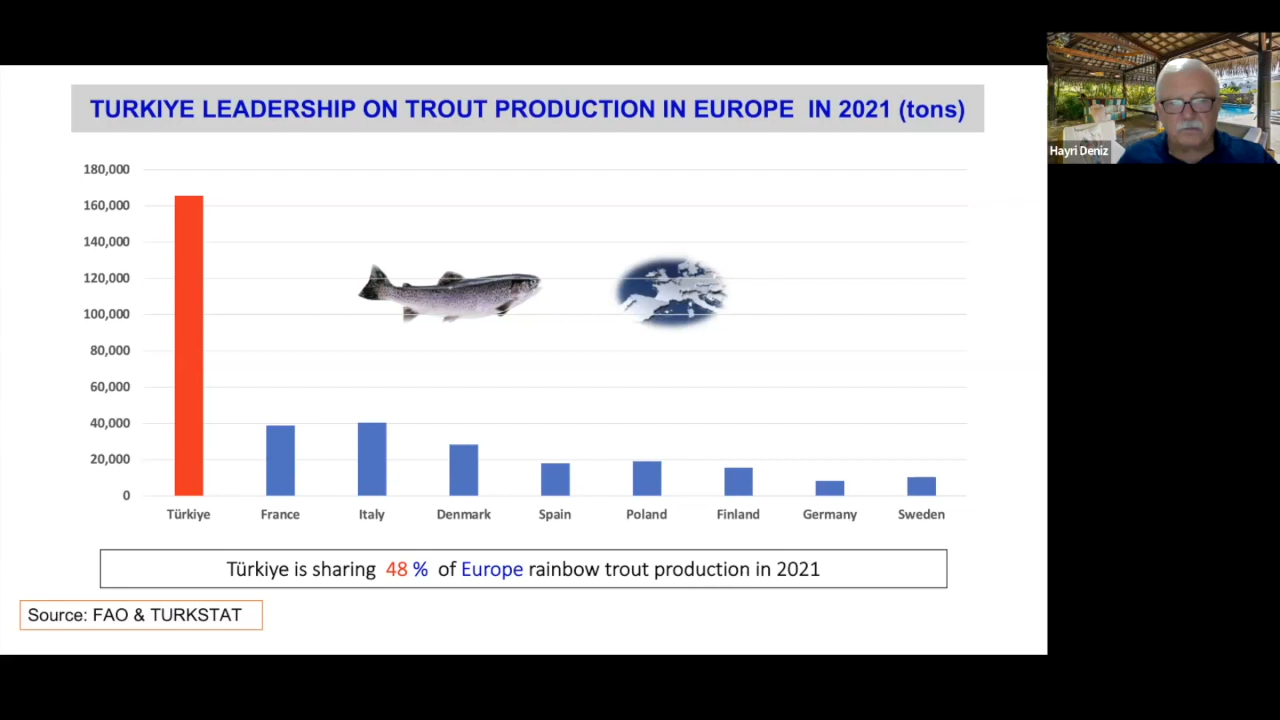 TURKIYE LEADERSHIP ON TROUT PRODUCTION IN EUROPE IN 2021 (tons)
Hayri Deniz
180,000
160,000
140,000
120,000
100,000
80,000
60,000
40,000
20,000
0
Türkiye France Italy Denmark Spain Poland Finland Germany Sweden
Türkiye is sharing 48 % of Europe rainbow trout production in 2021
Source: FAO & TURKSTAT